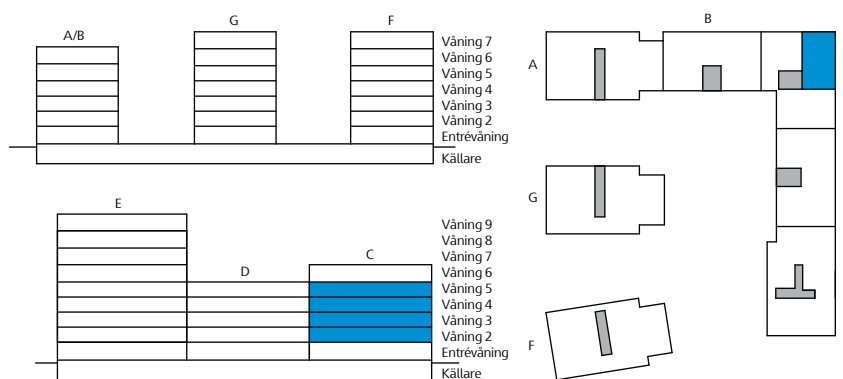 A/B
G
F
Våning 7
Våning 6
Våning 5
Våning 4
Våning 3
Våning 2
Entrévåning
Källare
E
D
C
Våning 9
Våning 8
Våning 7
Våning 6
Våning 5
Våning 4
Våning 3
Våning 2
Entrévåning
Källare
B
A
G
F